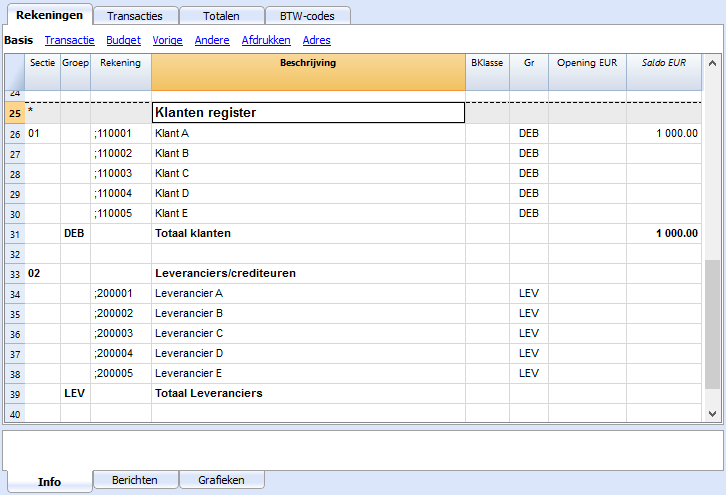 Rekeningen Transacties Totalen BTW-codes
Basis Transactie Budget Vorige Andere Afdrukken Adres
Sectie Groep Rekening Beschrijving BKlasse Gr Opening EUR Saldo EUR
24
25 * Klanten register
26 01 ;110001 Klant A DEB 1 000.00
27 ;110002 Klant B DEB
28 ;110003 Klant C DEB
29 ;110004 Klant D DEB
30 ;110005 Klant E DEB
31 DEB Totaal klanten 1 000.00
32
33 02 Leveranciers/crediteuren
34 ;200001 Leverancier A LEV
35 ;200002 Leverancier B LEV
36 ;200003 Leverancier C LEV
37 ;200004 Leverancier D LEV
38 ;200005 Leverancier E LEV
39 LEV Totaal Leveranciers
40
Info Berichten Grafieken